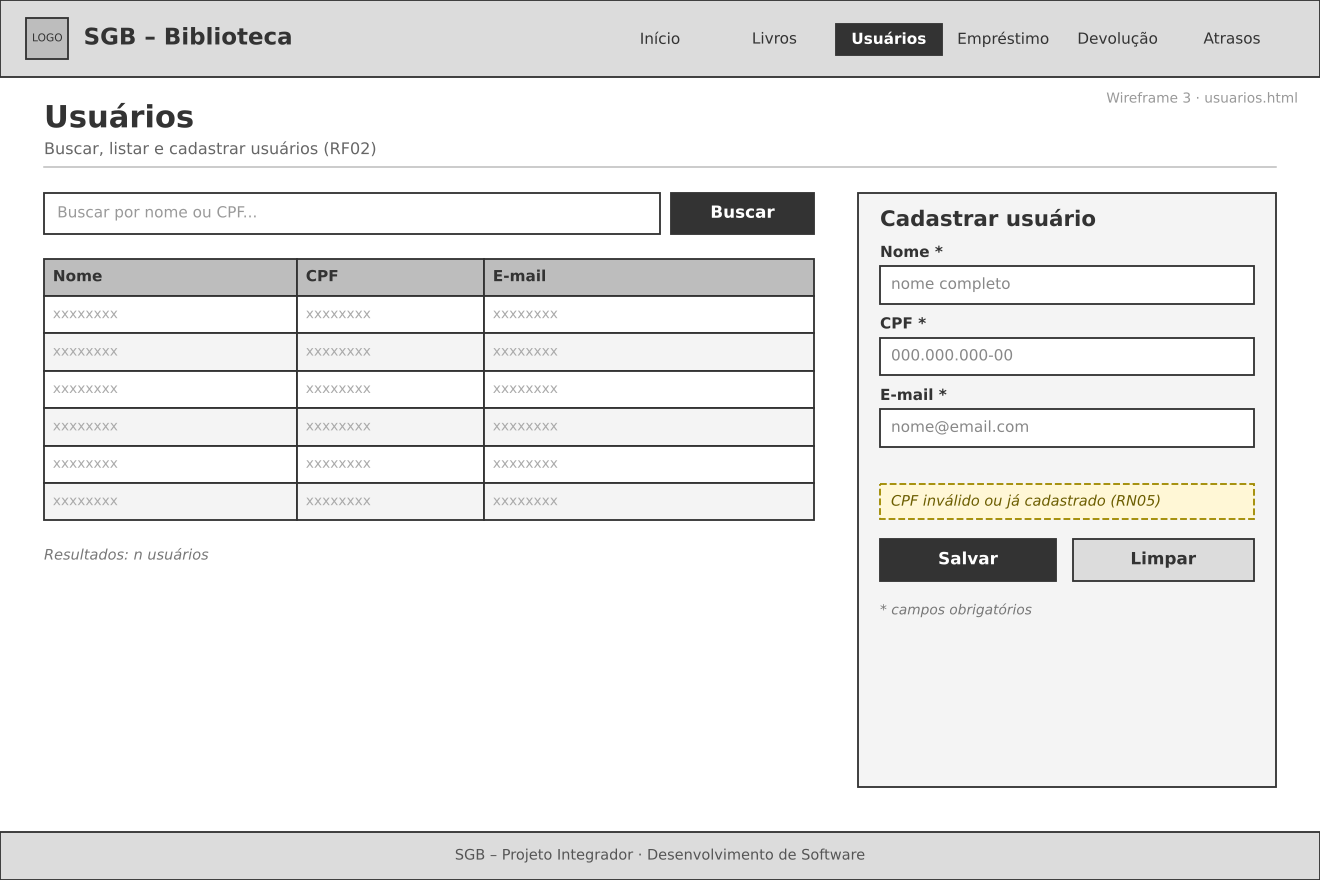 LOGO SGB – Biblioteca Início Livros Usuários Empréstimo Devolução Atrasos
Wireframe 3 · usuarios.html
Usuários
Buscar, listar e cadastrar usuários (RF02)
Buscar por nome ou CPF... Buscar
Nome CPF E-mail
xxxxxxxx xxxxxxxx xxxxxxxx
xxxxxxxx xxxxxxxx xxxxxxxx
xxxxxxxx xxxxxxxx xxxxxxxx
xxxxxxxx xxxxxxxx xxxxxxxx
xxxxxxxx xxxxxxxx xxxxxxxx
xxxxxxxx xxxxxxxx xxxxxxxx
Resultados: n usuários
Cadastrar usuário
Nome *
nome completo
CPF *
000.000.000-00
E-mail *
nome@email.com
CPF inválido ou já cadastrado (RN05)
Salvar Limpar
* campos obrigatórios
SGB – Projeto Integrador · Desenvolvimento de Software